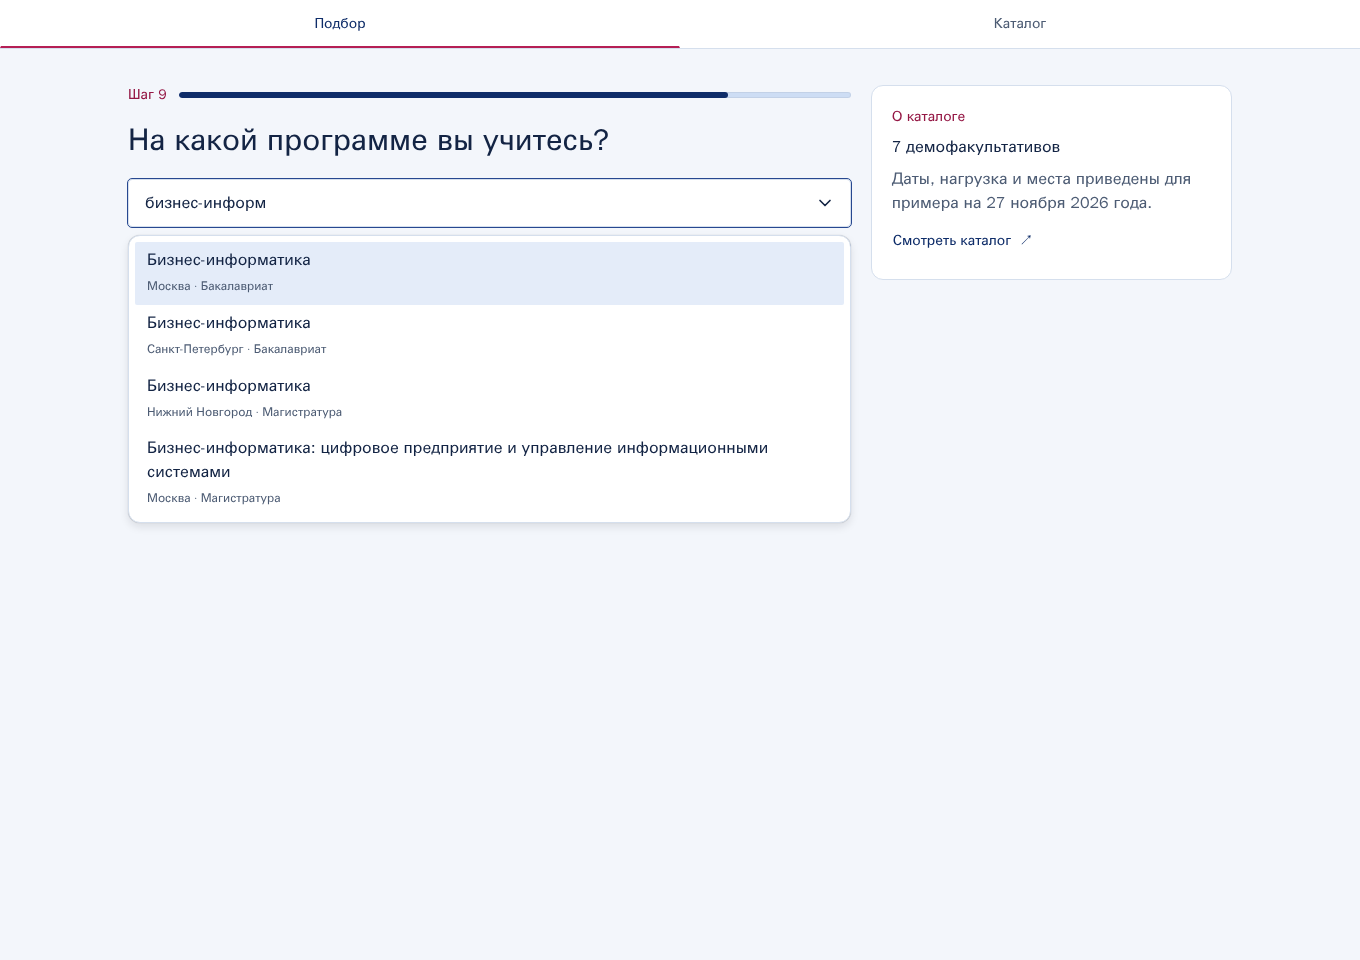 Подбор
Каталог
Шаг 9
На какой программе вы учитесь?
бизнес-информ
Бизнес-информатика
Москва · Бакалавриат
Бизнес-информатика
Санкт-Петербург · Бакалавриат
Бизнес-информатика
Нижний Новгород · Магистратура
Бизнес-информатика: цифровое предприятие и управление информационными
системами
Москва · Магистратура
О каталоге
7 демофакультативов
Даты, нагрузка и места приведены для
примера на 27 ноября 2026 года.
Смотреть каталог ↗